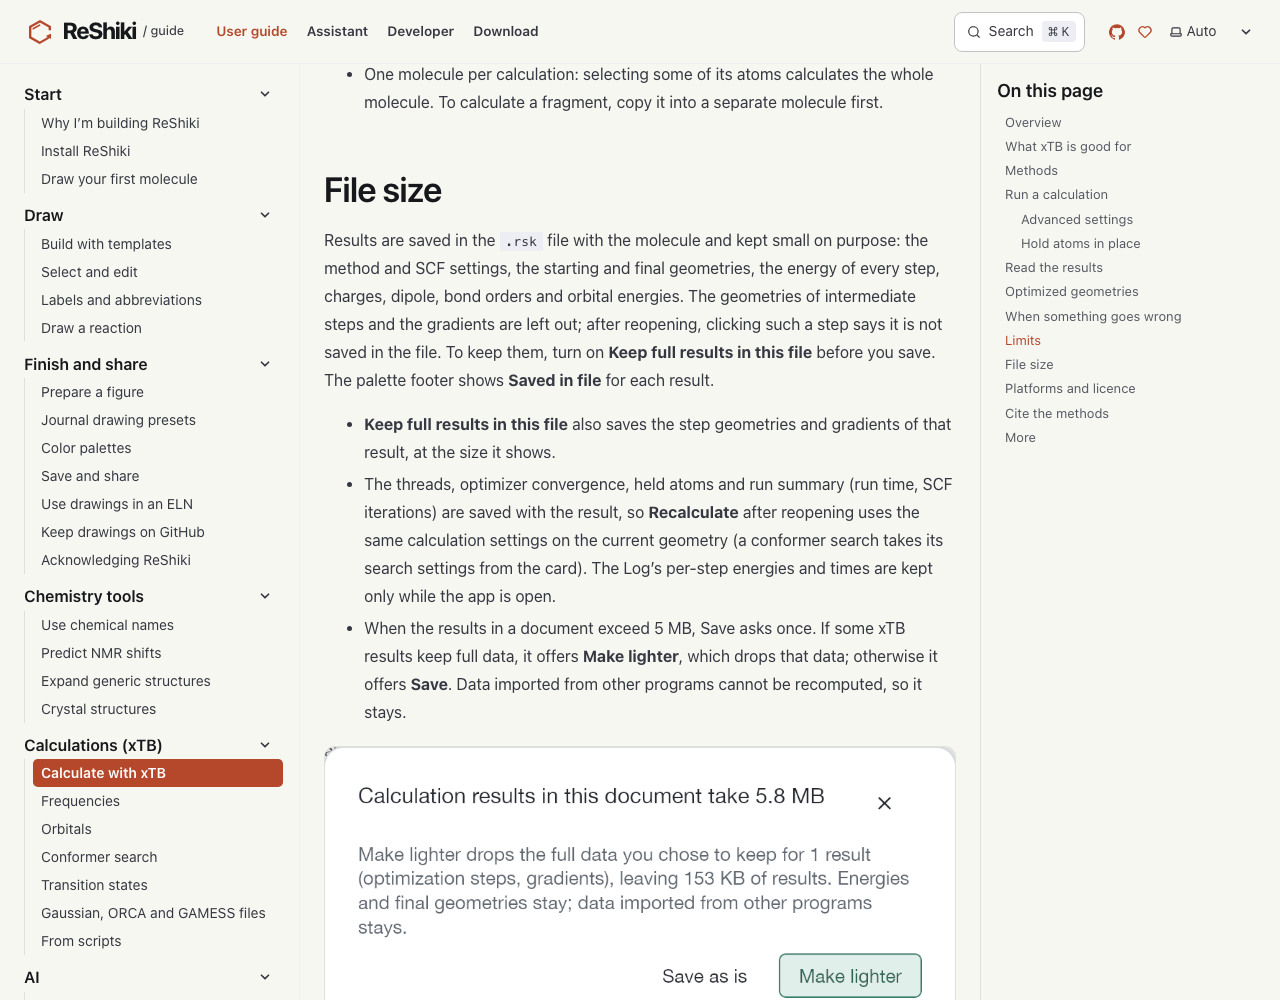 ReShiki / guide
User guide
Assistant
Developer
Download
Search ⌘ K
Auto
Start
Why I’m building ReShiki
Install ReShiki
Draw your first molecule
Draw
Build with templates
Select and edit
Labels and abbreviations
Draw a reaction
Finish and share
Prepare a figure
Journal drawing presets
Color palettes
Save and share
Use drawings in an ELN
Keep drawings on GitHub
Acknowledging ReShiki
Chemistry tools
Use chemical names
Predict NMR shifts
Expand generic structures
Crystal structures
Calculations (xTB)
Calculate with xTB
Frequencies
Orbitals
Conformer search
Transition states
Gaussian, ORCA and GAMESS files
From scripts
AI
• One molecule per calculation: selecting some of its atoms calculates the whole
molecule. To calculate a fragment, copy it into a separate molecule first.
File size
Results are saved in the .rsk file with the molecule and kept small on purpose: the
method and SCF settings, the starting and final geometries, the energy of every step,
charges, dipole, bond orders and orbital energies. The geometries of intermediate
steps and the gradients are left out; after reopening, clicking such a step says it is not
saved in the file. To keep them, turn on Keep full results in this file before you save.
The palette footer shows Saved in file for each result.
• Keep full results in this file also saves the step geometries and gradients of that
result, at the size it shows.
• The threads, optimizer convergence, held atoms and run summary (run time, SCF
iterations) are saved with the result, so Recalculate after reopening uses the
same calculation settings on the current geometry (a conformer search takes its
search settings from the card). The Log’s per-step energies and times are kept
only while the app is open.
• When the results in a document exceed 5 MB, Save asks once. If some xTB
results keep full data, it offers Make lighter, which drops that data; otherwise it
offers Save. Data imported from other programs cannot be recomputed, so it
stays.
Calculation results in this document take 5.8 MB
Make lighter drops the full data you chose to keep for 1 result
(optimization steps, gradients), leaving 153 KB of results. Energies
and final geometries stay; data imported from other programs
stays.
Save as is
Make lighter
On this page
Overview
What xTB is good for
Methods
Run a calculation
Advanced settings
Hold atoms in place
Read the results
Optimized geometries
When something goes wrong
Limits
File size
Platforms and licence
Cite the methods
More